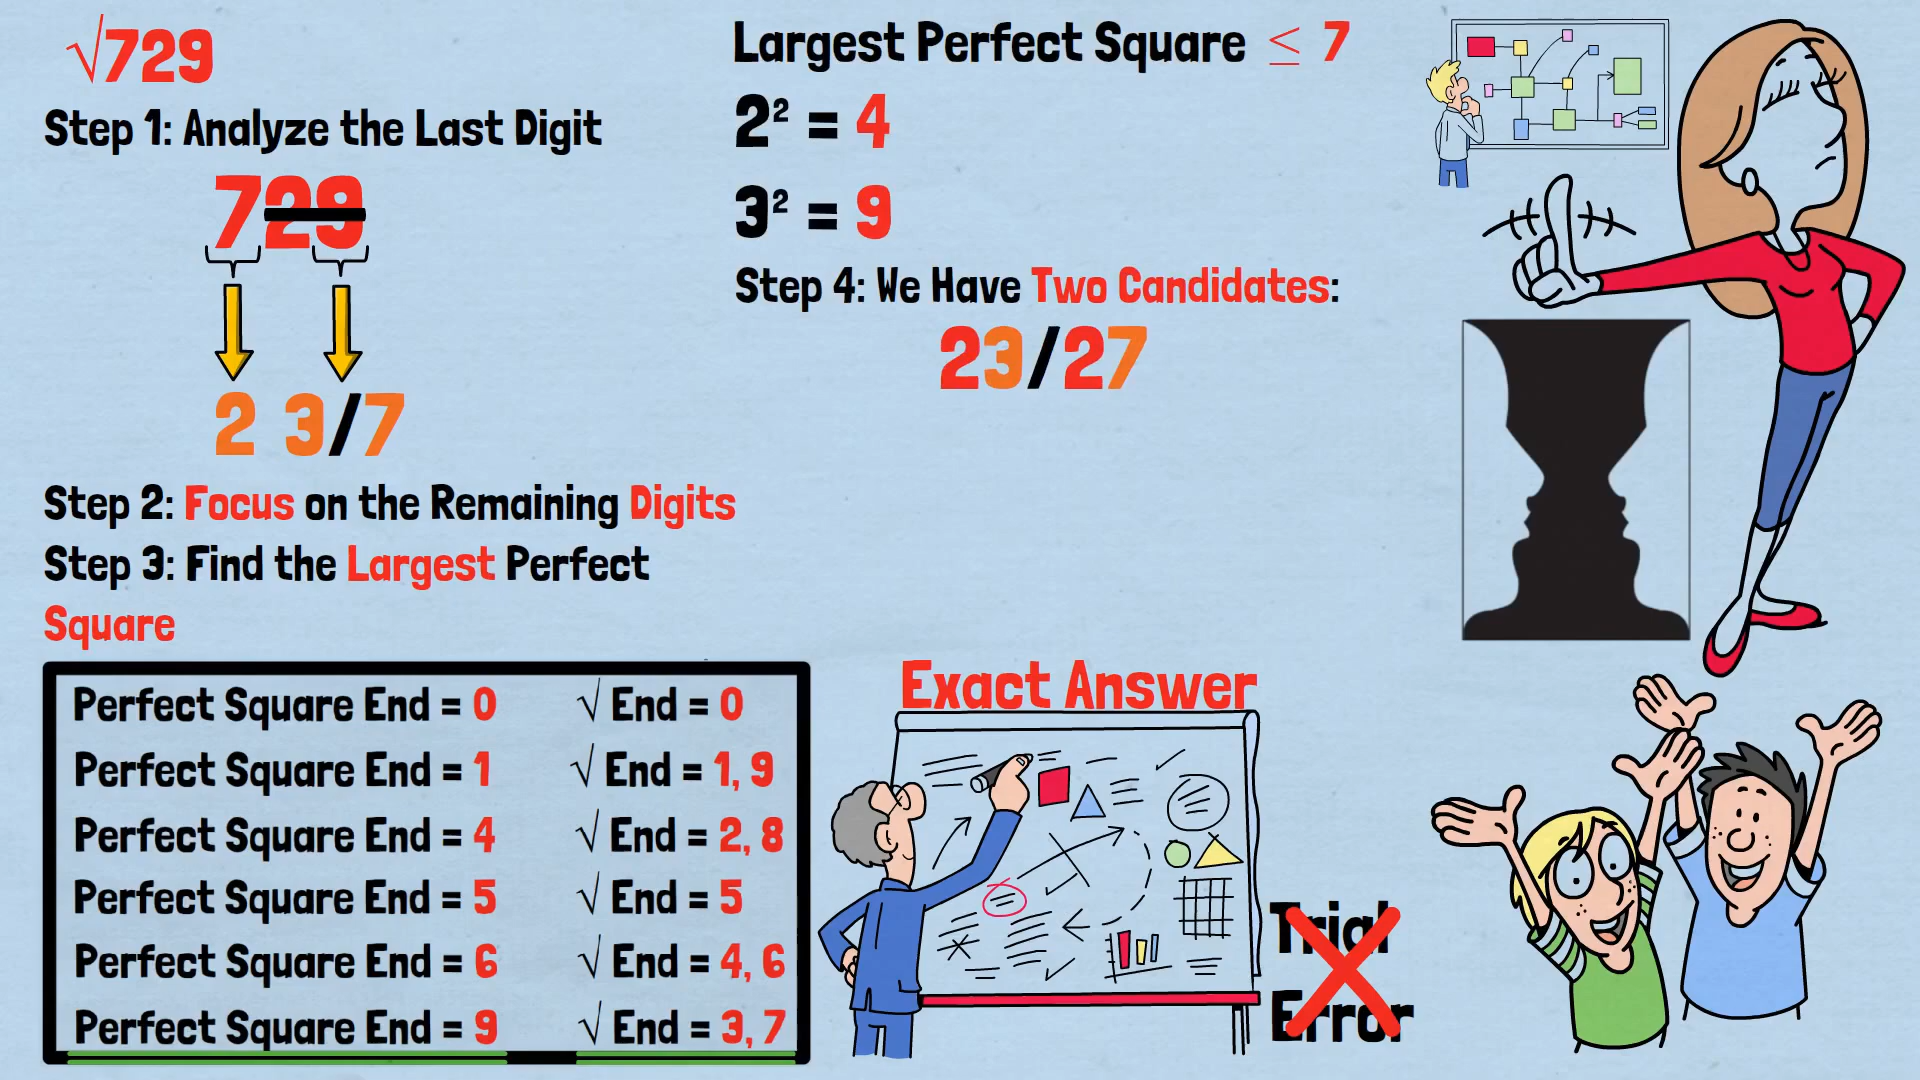 √729
Step 1: Analyze the Last Digit
729
2 3/7
Step 2: Focus on the Remaining Digits
Step 3: Find the Largest Perfect
Square
Largest Perfect Square ≤ 7
2² = 4
3² = 9
Step 4: We Have Two Candidates:
23/27
Perfect Square End = 0 √ End = 0
Perfect Square End = 1 √ End = 1, 9
Perfect Square End = 4 √ End = 2, 8
Perfect Square End = 5 √ End = 5
Perfect Square End = 6 √ End = 4, 6
Perfect Square End = 9 √ End = 3, 7
Exact Answer
Trial
Error